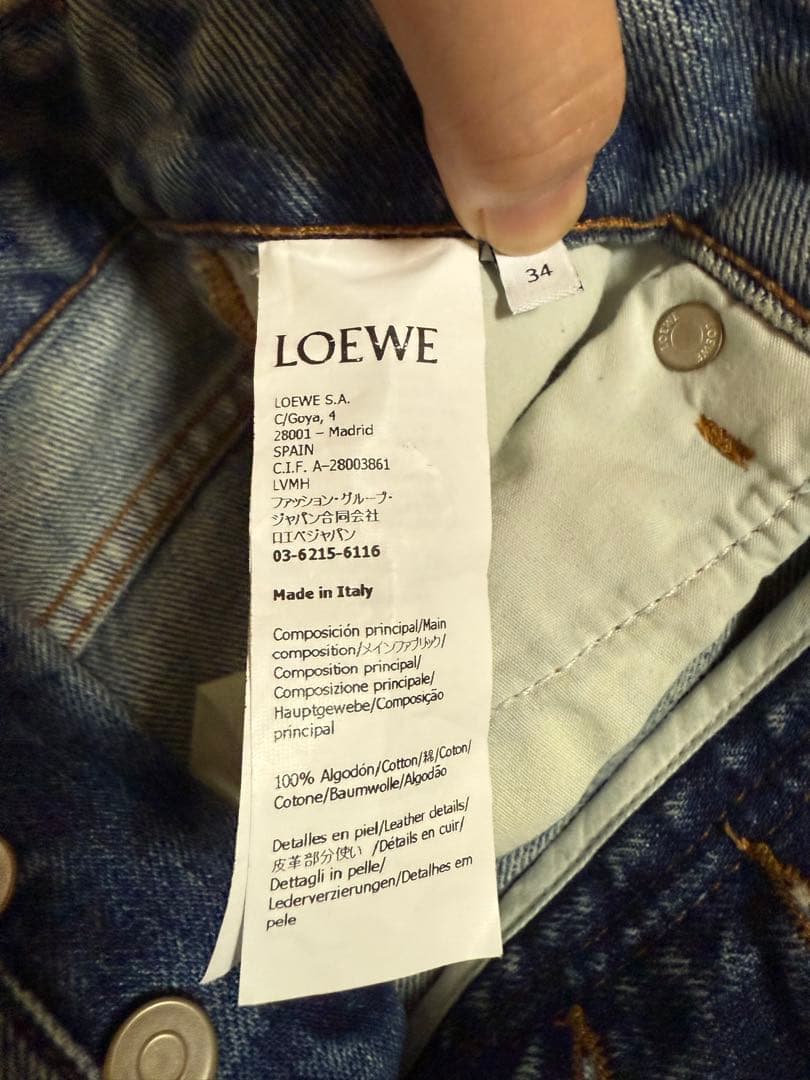 34
LOEWE
LOEWE S.A.
C/Goya, 4
28001 – Madrid
SPAIN
C.I.F. A–28003861
LVMH
ファッション・グループ・
ジャパン合同会社
ロエベジャパン
03-6215-6116
Made in Italy
Composición principal/Main
composition/メインファブリック/
Composition principal/
Composizione principale/
Hauptgewebe/Composição
principal
100% Algodón/Cotton/綿/Coton/
Cotone/Baumwolle/Algodão
Detalles en piel/Leather details/
皮革部分使い /Détails en cuir/
Dettagli in pelle/
Lederverzierungen/Detalhes em
pele
LOEWE
LOEWE